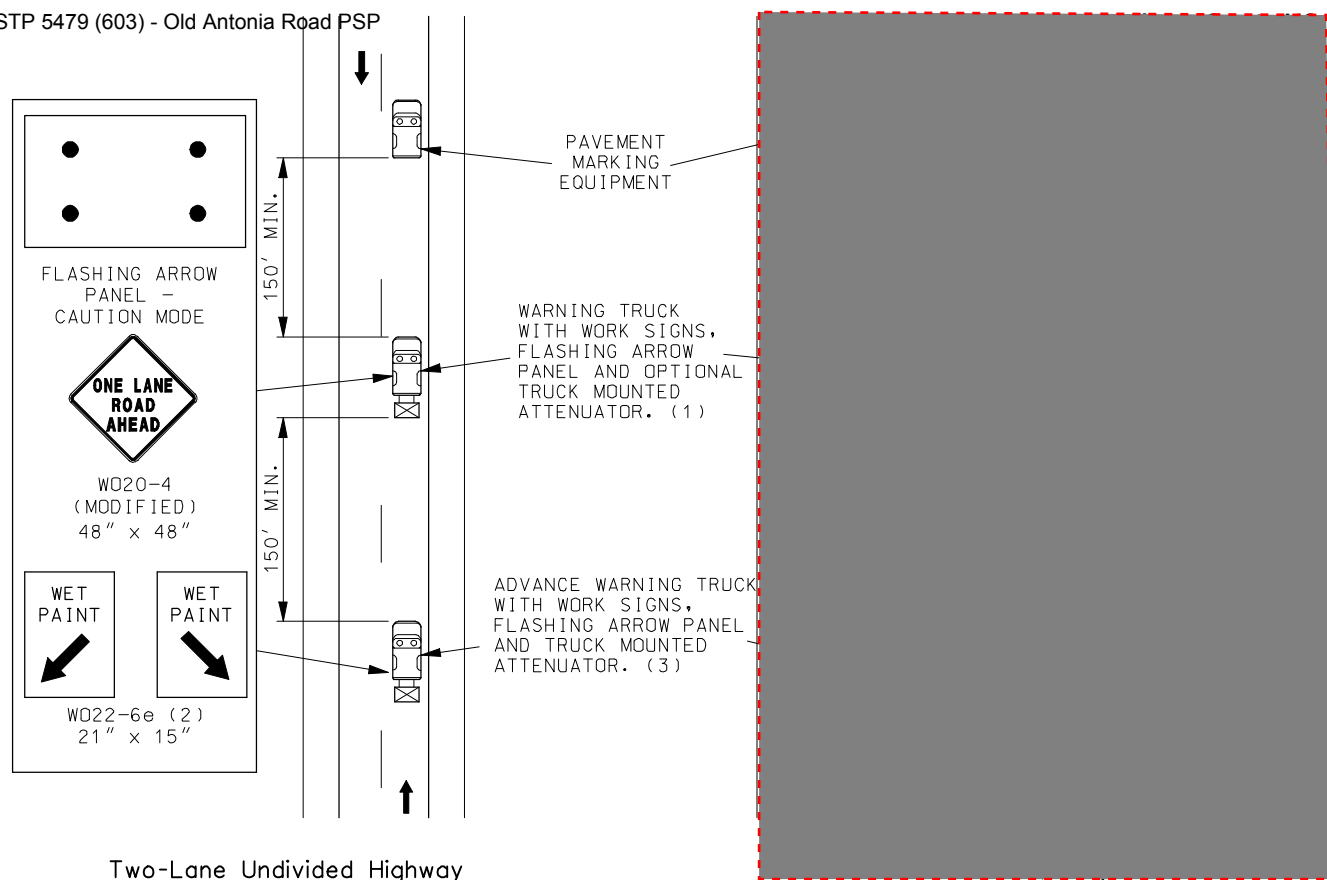 STP 5479 (603) - Old Antonia Road PSP
FLASHING ARROW
PANEL -
CAUTION MODE
ONE LANE
ROAD
AHEAD
WO20-4
(MODIFIED)
48" x 48"
WET
PAINT
WET
PAINT
WO22-6e (2)
21" x 15"
150' MIN.
150' MIN.
PAVEMENT
MARKING
EQUIPMENT
WARNING TRUCK
WITH WORK SIGNS,
FLASHING ARROW
PANEL AND OPTIONAL
TRUCK MOUNTED
ATTENUATOR. (1)
ADVANCE WARNING TRUCK
WITH WORK SIGNS,
FLASHING ARROW PANEL
AND TRUCK MOUNTED
ATTENUATOR. (3)
Two-Lane Undivided Highway